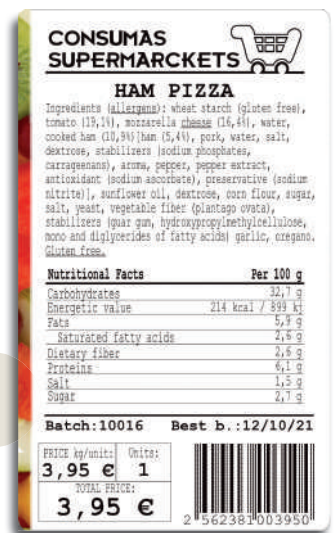 CONSUMAS
SUPERMARCKETS
HAM PIZZA
Ingredients (allergens): wheat starch (gluten free),
tomato (19,1%), mozzarella cheese (16,4%), water,
cooked ham (10,9%)[ham (5,4%), pork, water, salt,
dextrose, stabilizers (sodium phosphates,
carrageenans), aroma, pepper, pepper extract,
antioxidant (sodium ascorbate), preservative (sodium
nitrite)], sunflower oil, dextrose, corn flour, sugar,
salt, yeast, vegetable fiber (plantago ovata),
stabilizers (guar gum, hydroxypropylmethylcellulose,
mono and diglycerides of fatty acids) garlic, oregano.
Gluten free.
Nutritional Facts Per 100 g
Carbohydrates 32,7 g
Energetic value 214 kcal / 899 kj
Fats 5,9 g
Saturated fatty acids 2,6 g
Dietary fiber 2,6 g
Proteins 6,1 g
Salt 1,5 g
Sugar 2,7 g
Batch:10016 Best b.:12/10/21
PRICE kg/unit: Units:
3,95 € 1
TOTAL PRICE:
3,95 €
2 562381 003950